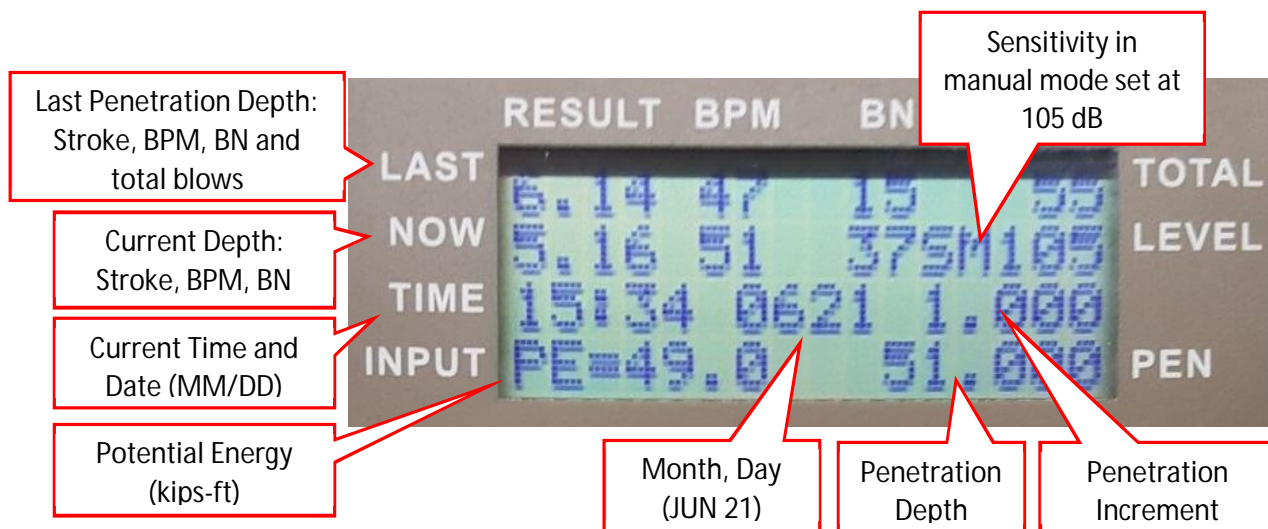 Sensitivity in
manual mode set at
105 dB
Last Penetration Depth:
Stroke, BPM, BN and
total blows
RESULT BPM BN
LAST 6.14 47 15 55 TOTAL
NOW 5.16 51 37SM105 LEVEL
Current Depth:
Stroke, BPM, BN
TIME 15:34 0621 1.000
INPUT PE=49.0 51.000 PEN
Current Time and
Date (MM/DD)
Potential Energy
(kips-ft)
Month, Day
(JUN 21)
Penetration
Depth
Penetration
Increment